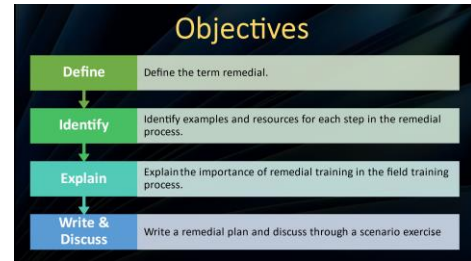 Objectives
Define
Define the term remedial.
Identify
Identify examples and resources for each step in the remedial
process.
Explain
Explainthe importance of remedial training in the field training
process.
Write &
Discuss
Write a remedial plan and discuss through a scenario exercise